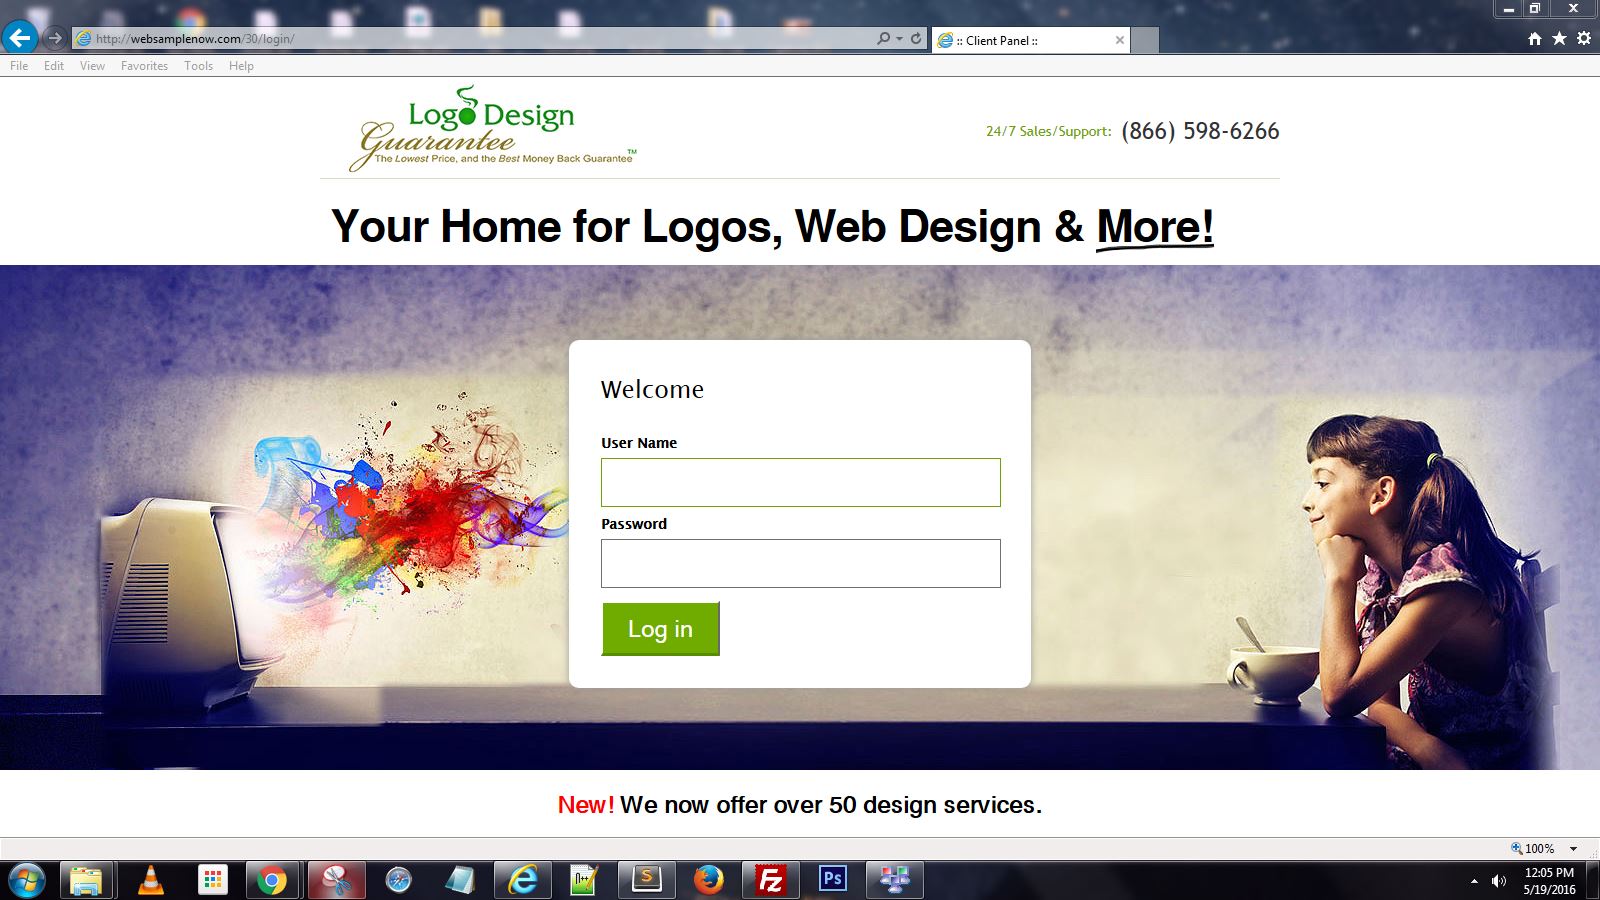 http://websamplenow.com/30/login/
:: Client Panel ::
File Edit View Favorites Tools Help
Logo Design
Guarantee
The Lowest Price, and the Best Money Back Guarantee™
24/7 Sales/Support: (866) 598-6266
Your Home for Logos, Web Design & More!
Welcome
User Name
Password
Log in
New! We now offer over 50 design services.
100%
N++
S
FZ
Ps
12:05 PM
5/19/2016